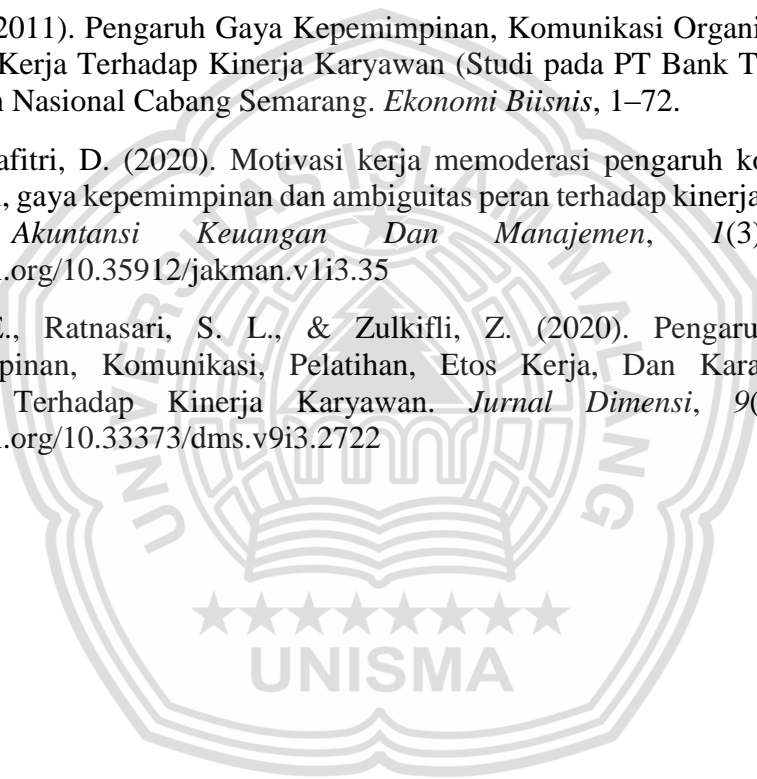 2011). Pengaruh Gaya Kepemimpinan, Komunikasi Organi
Kerja Terhadap Kinerja Karyawan (Studi pada PT Bank T
n Nasional Cabang Semarang. Ekonomi Biisnis, 1–72.
afitri, D. (2020). Motivasi kerja memoderasi pengaruh ko
, gaya kepemimpinan dan ambiguitas peran terhadap kinerja
Akuntansi Keuangan Dan Manajemen, 1(3)
.org/10.35912/jakman.v1i3.35
E., Ratnasari, S. L., & Zulkifli, Z. (2020). Pengaru
pinan, Komunikasi, Pelatihan, Etos Kerja, Dan Kara
Terhadap Kinerja Karyawan. Jurnal Dimensi, 9(
.org/10.33373/dms.v9i3.2722
UNIVERSITAS ISLAM MALANG
UNISMA